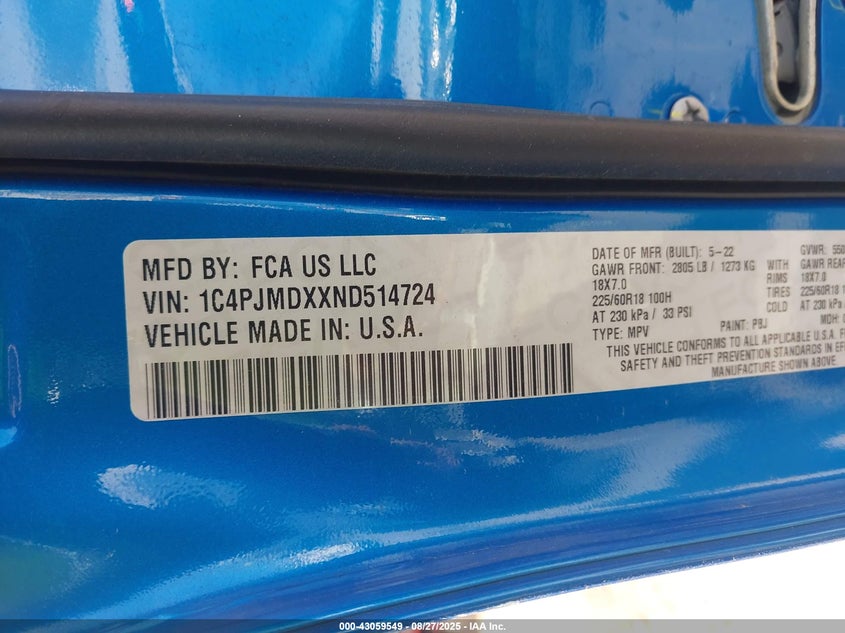 MFD BY: FCA US LLC
VIN: 1C4PJMDXXND514724
VEHICLE MADE IN: U.S.A.
DATE OF MFR (BUILT): 5-22
GAWR FRONT: 2805 LB / 1273 KG
18X7.0
225/60R18 100H
AT 230 kPa / 33 PSI
TYPE: MPV
PAINT: PBJ
WITH
RIMS
TIRES
COLD
GVWR: 550
GAWR REAR
18X7.0
225/60R18
AT 230 kPa
MDH:
THIS VEHICLE CONFORMS TO ALL APPLICABLE U.S.A. F
SAFETY AND THEFT PREVENTION STANDARDS IN EF
MANUFACTURE SHOWN ABOVE.
000-43059549 | 08/27/2025 - IAA Inc.